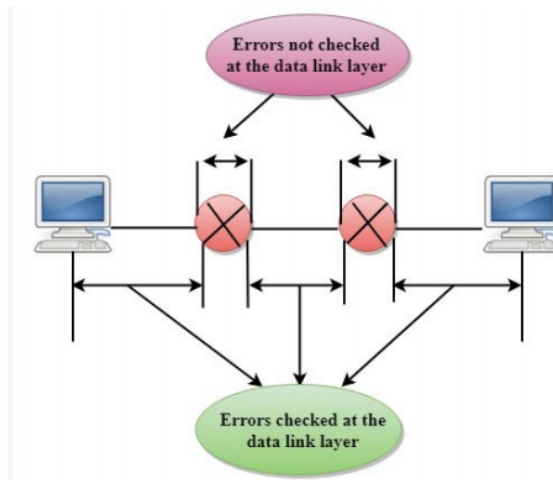 Errors not checked
at the data link layer
Errors checked at the
data link layer